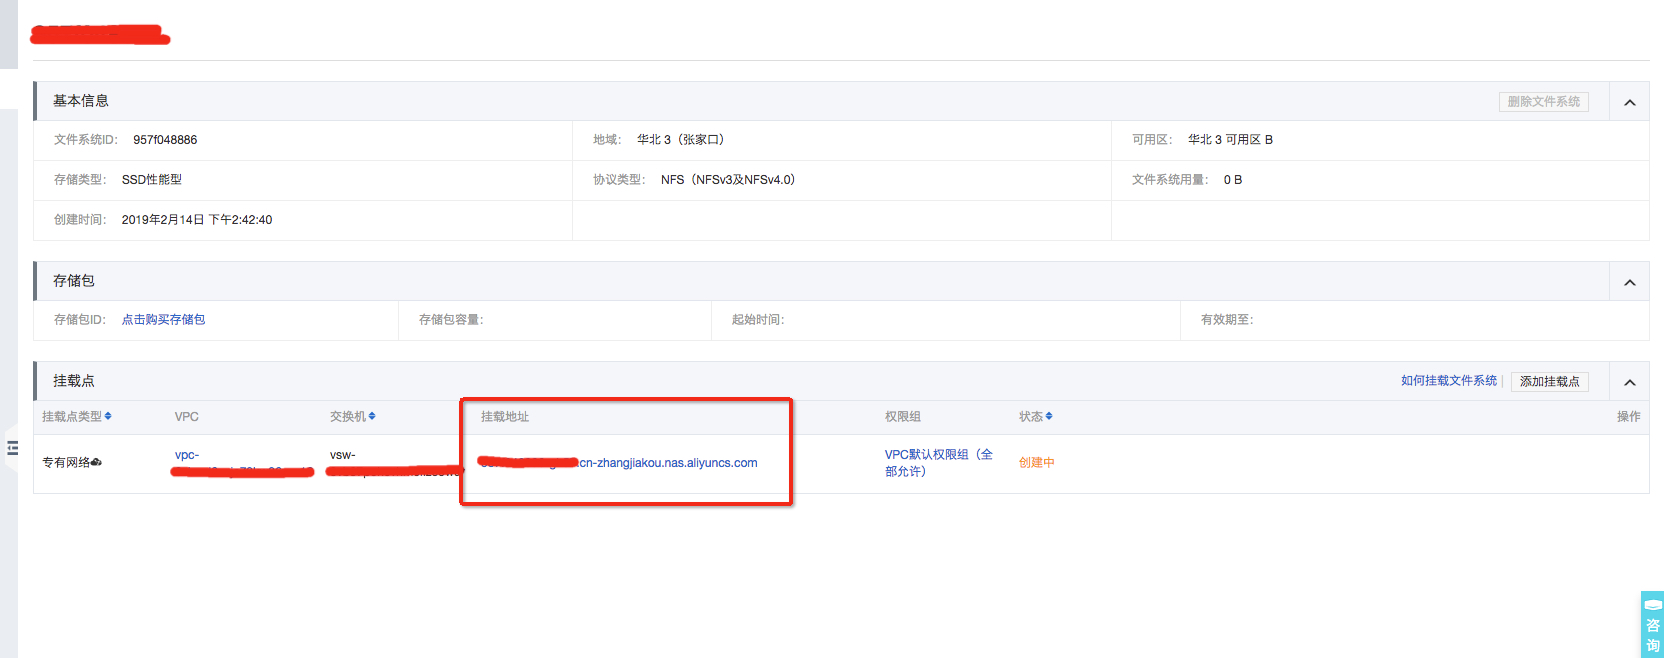 基本信息
删除文件系统
文件系统ID: 957f048886
地域: 华北 3（张家口）
可用区: 华北 3 可用区 B
存储类型: SSD性能型
协议类型: NFS（NFSv3及NFSv4.0）
文件系统用量: 0 B
创建时间: 2019年2月14日 下午2:42:40
存储包
存储包ID: 点击购买存储包
存储包容量:
起始时间:
有效期至:
挂载点
如何挂载文件系统 | 添加挂载点
挂载点类型 VPC 交换机 挂载地址 权限组 状态 操作
专有网络
vpc-
vsw-
.cn-zhangjiakou.nas.aliyuncs.com
VPC默认权限组（全
部允许）
创建中
咨
询